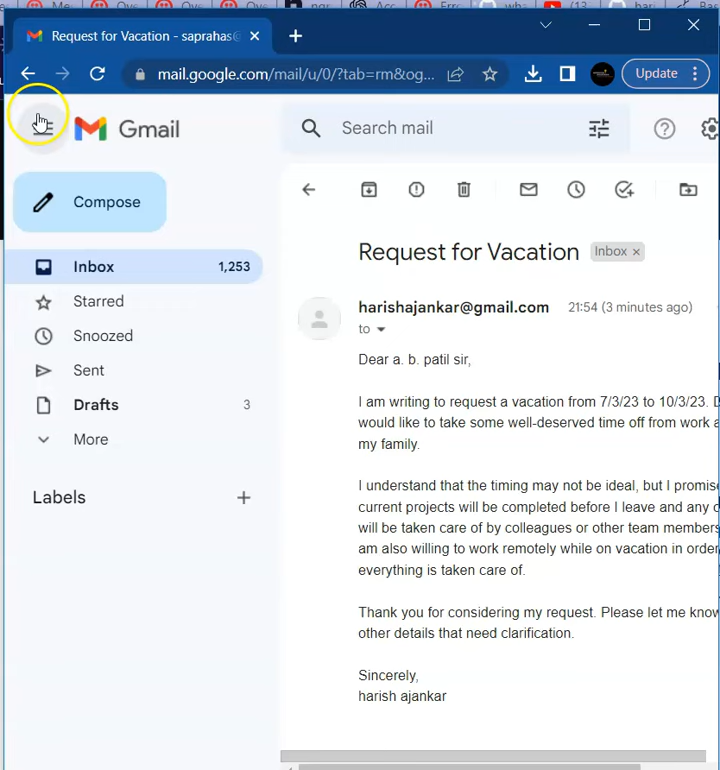 Request for Vacation - saprahas@
mail.google.com/mail/u/0/?tab=rm&og...
Update
Gmail
Search mail
Compose
Inbox 1,253
Starred
Snoozed
Sent
Drafts 3
More
Labels
Request for Vacation Inbox ×
harishajankar@gmail.com 21:54 (3 minutes ago)
to
Dear a. b. patil sir,
I am writing to request a vacation from 7/3/23 to 10/3/23.
would like to take some well-deserved time off from work a
my family.
I understand that the timing may not be ideal, but I promise
current projects will be completed before I leave and any
will be taken care of by colleagues or other team members
am also willing to work remotely while on vacation in order
everything is taken care of.
Thank you for considering my request. Please let me know
other details that need clarification.
Sincerely,
harish ajankar